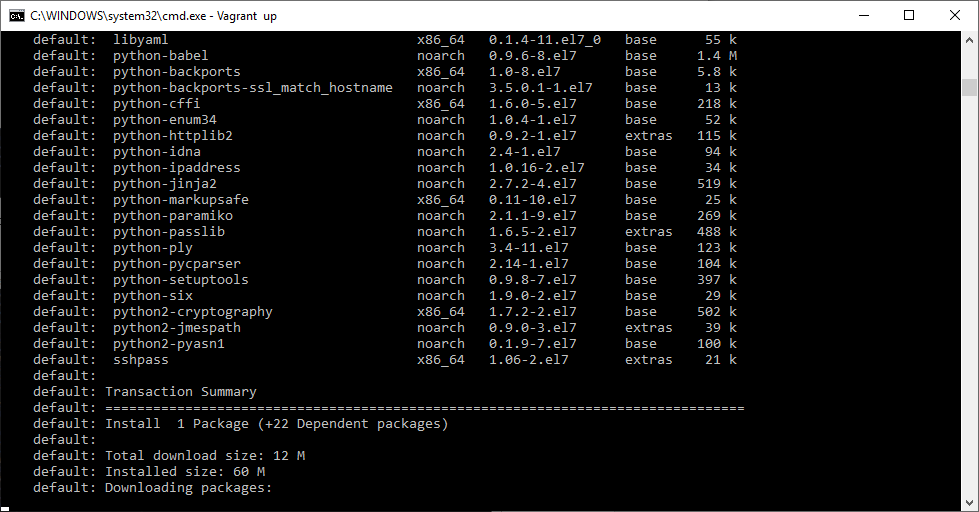 C:\WINDOWS\system32\cmd.exe - Vagrant  up
default:  libyaml                               x86_64   0.1.4-11.el7_0   base      55 k
default:  python-babel                          noarch   0.9.6-8.el7      base     1.4 M
default:  python-backports                      x86_64   1.0-8.el7        base     5.8 k
default:  python-backports-ssl_match_hostname   noarch   3.5.0.1-1.el7    base      13 k
default:  python-cffi                           x86_64   1.6.0-5.el7      base     218 k
default:  python-enum34                         noarch   1.0.4-1.el7      base      52 k
default:  python-httplib2                       noarch   0.9.2-1.el7      extras   115 k
default:  python-idna                           noarch   2.4-1.el7        base      94 k
default:  python-ipaddress                      noarch   1.0.16-2.el7     base      34 k
default:  python-jinja2                         noarch   2.7.2-4.el7      base     519 k
default:  python-markupsafe                     x86_64   0.11-10.el7      base      25 k
default:  python-paramiko                       noarch   2.1.1-9.el7      base     269 k
default:  python-passlib                        noarch   1.6.5-2.el7      extras   488 k
default:  python-ply                            noarch   3.4-11.el7       base     123 k
default:  python-pycparser                      noarch   2.14-1.el7       base     104 k
default:  python-setuptools                     noarch   0.9.8-7.el7      base     397 k
default:  python-six                            noarch   1.9.0-2.el7      base      29 k
default:  python2-cryptography                  x86_64   1.7.2-2.el7      base     502 k
default:  python2-jmespath                      noarch   0.9.0-3.el7      extras    39 k
default:  python2-pyasn1                        noarch   0.1.9-7.el7      base     100 k
default:  sshpass                               x86_64   1.06-2.el7       extras    21 k
default:
default: Transaction Summary
default: ================================================================================
default: Install  1 Package (+22 Dependent packages)
default:
default: Total download size: 12 M
default: Installed size: 60 M
default: Downloading packages: